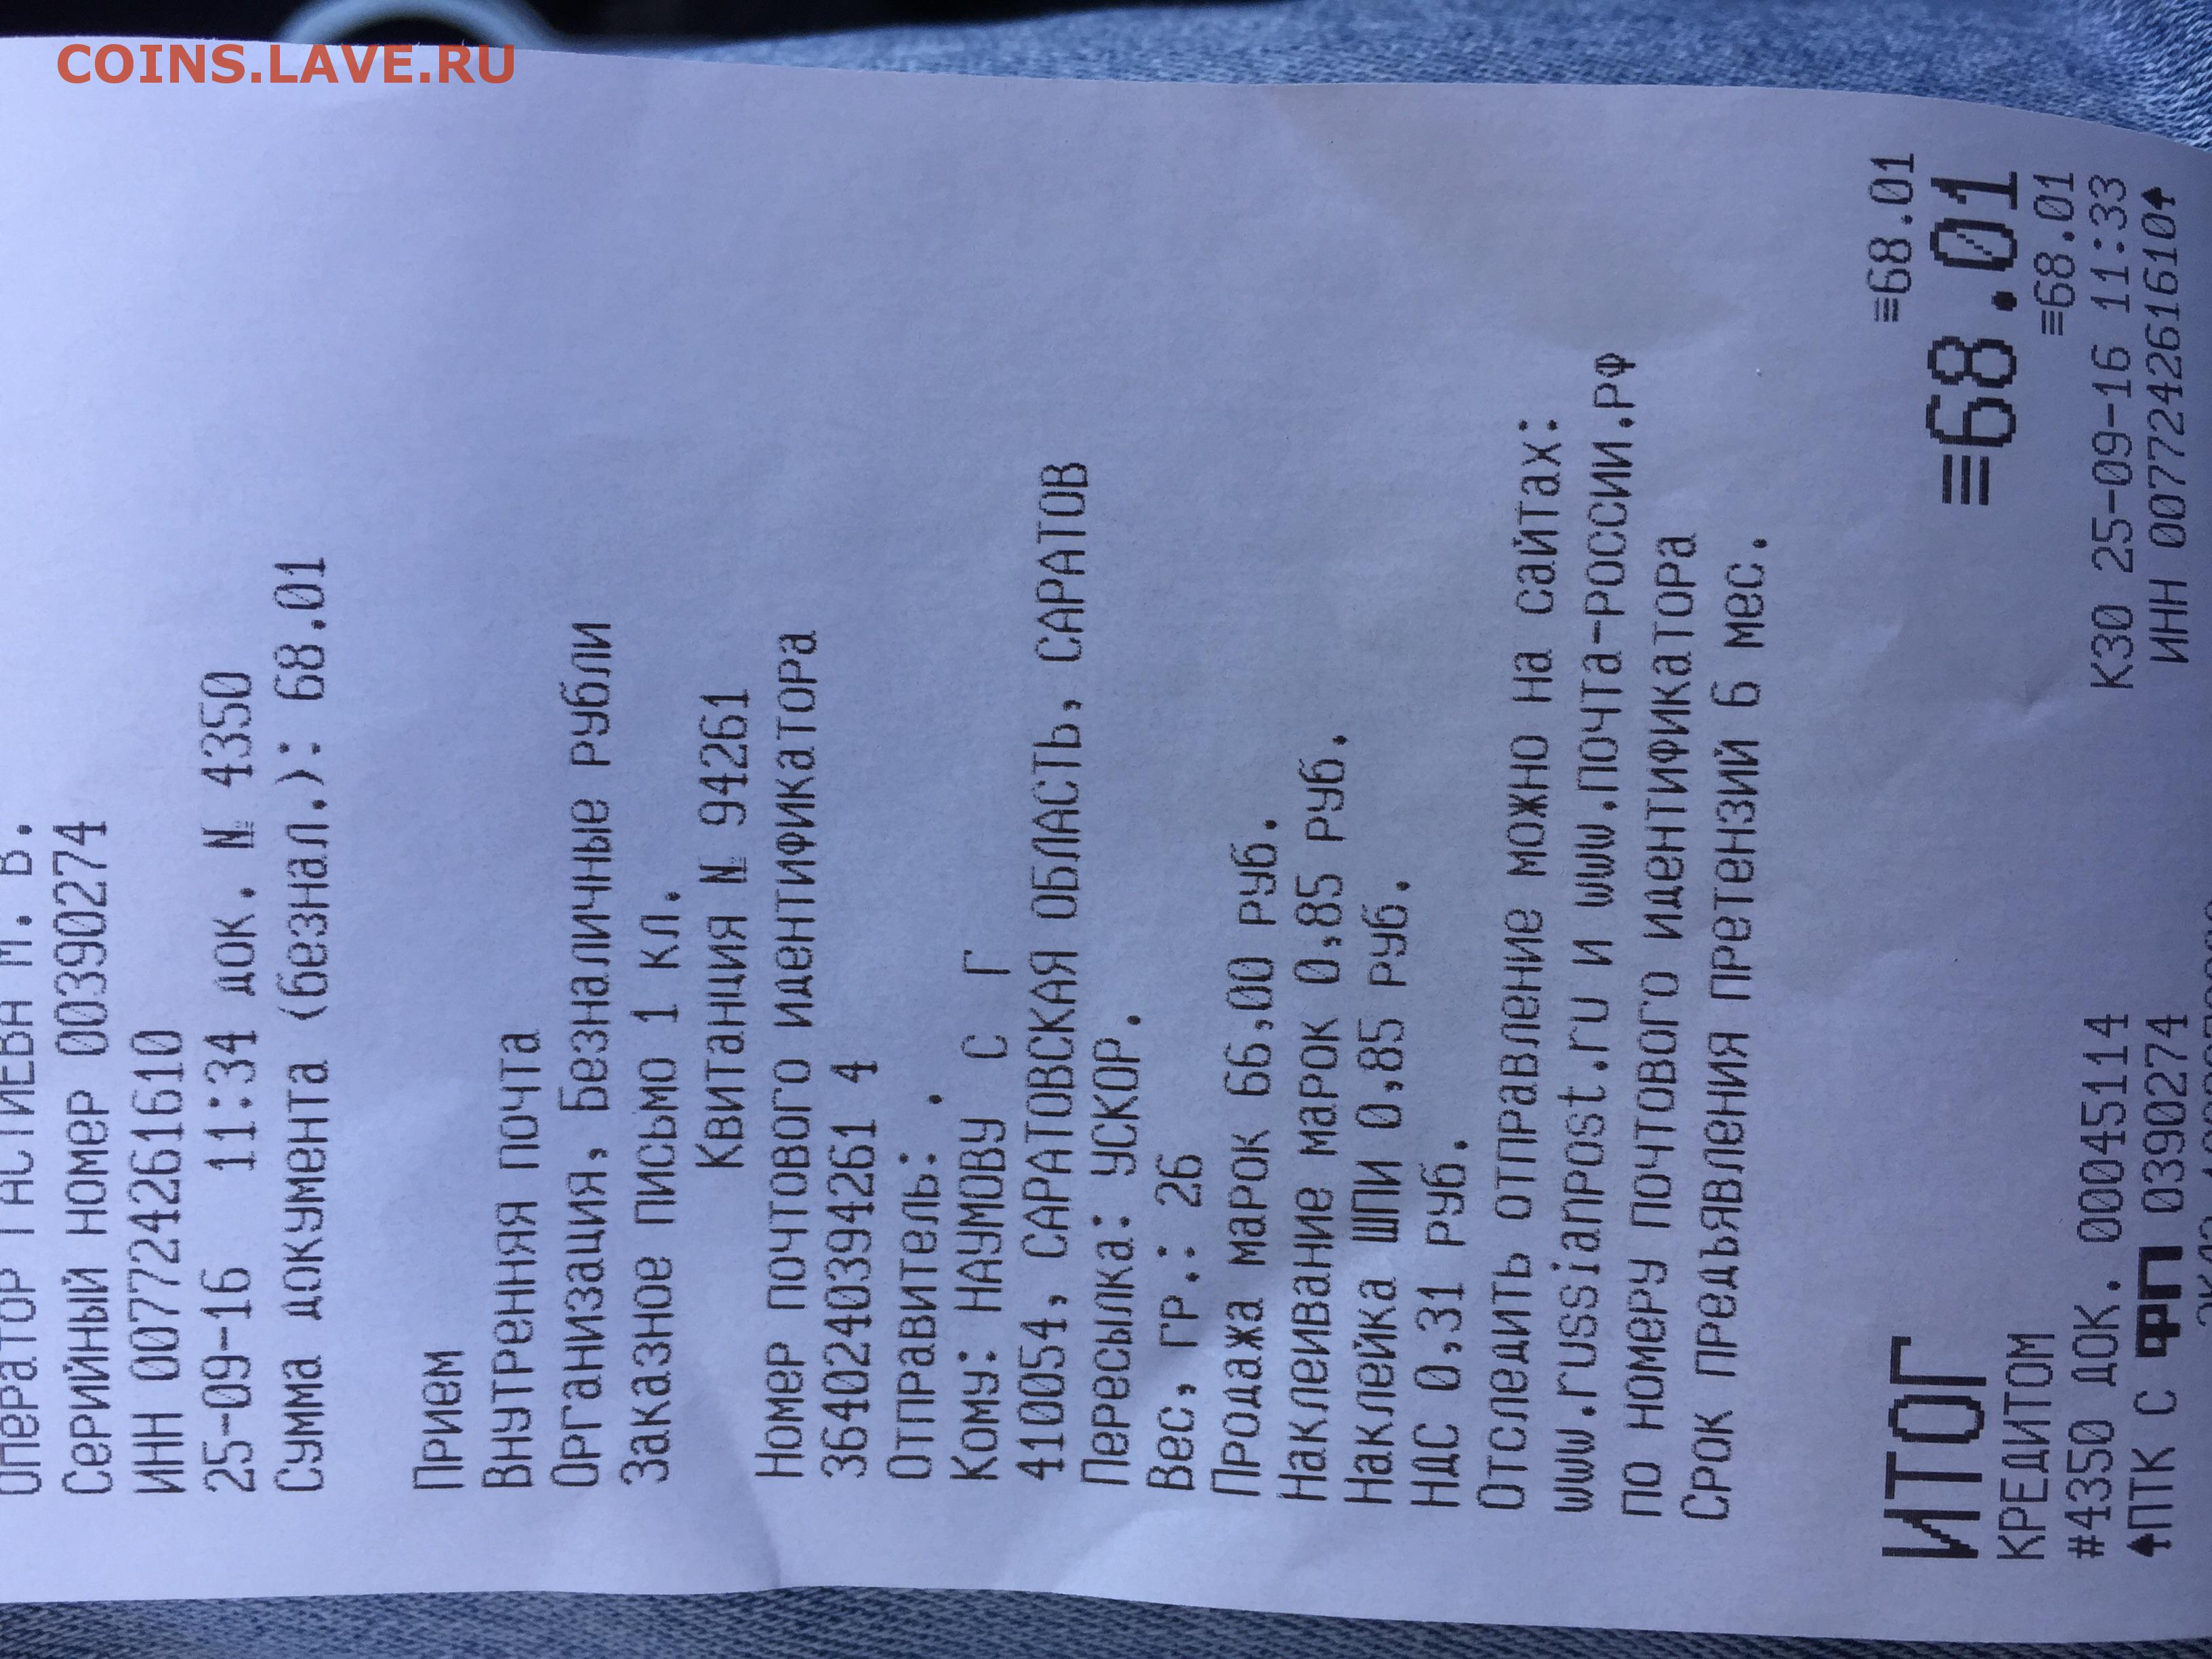 COINS.LAVE.RU
Оператор М. В.
Серийный номер 00390274
ИНН 007724261610
25-09-16 11:34 док. № 4350
Сумма документа (безнал.): 68.01
Прием
Внутренняя почта
Организация, Безналичные рубли
Заказное письмо 1 кл.
Квитанция № 94261
Номер почтового идентификатора
3640240394261 4
Отправитель: .
Кому: НАУМОВУ С Г
410054, САРАТОВСКАЯ ОБЛАСТЬ, САРАТОВ
Пересылка: УСКОР.
Вес, гр.: 26
Продажа марок 66,00 руб.
Наклеивание марок 0,85 руб.
Наклейка ШПИ 0,85 руб.
НДС 0,31 руб.
Отследить отправление можно на сайтах:
www.russianpost.ru и www.почта-россии.рф
по номеру почтового идентификатора
Срок предъявления претензий 6 мес.
≡68.01
ИТОГ ≡68.01
КРЕДИТОМ ≡68.01
#4350 ДОК. 00045114 К30 25-09-16 11:33
ПТК С ФП 0390274 ИНН 007724261610